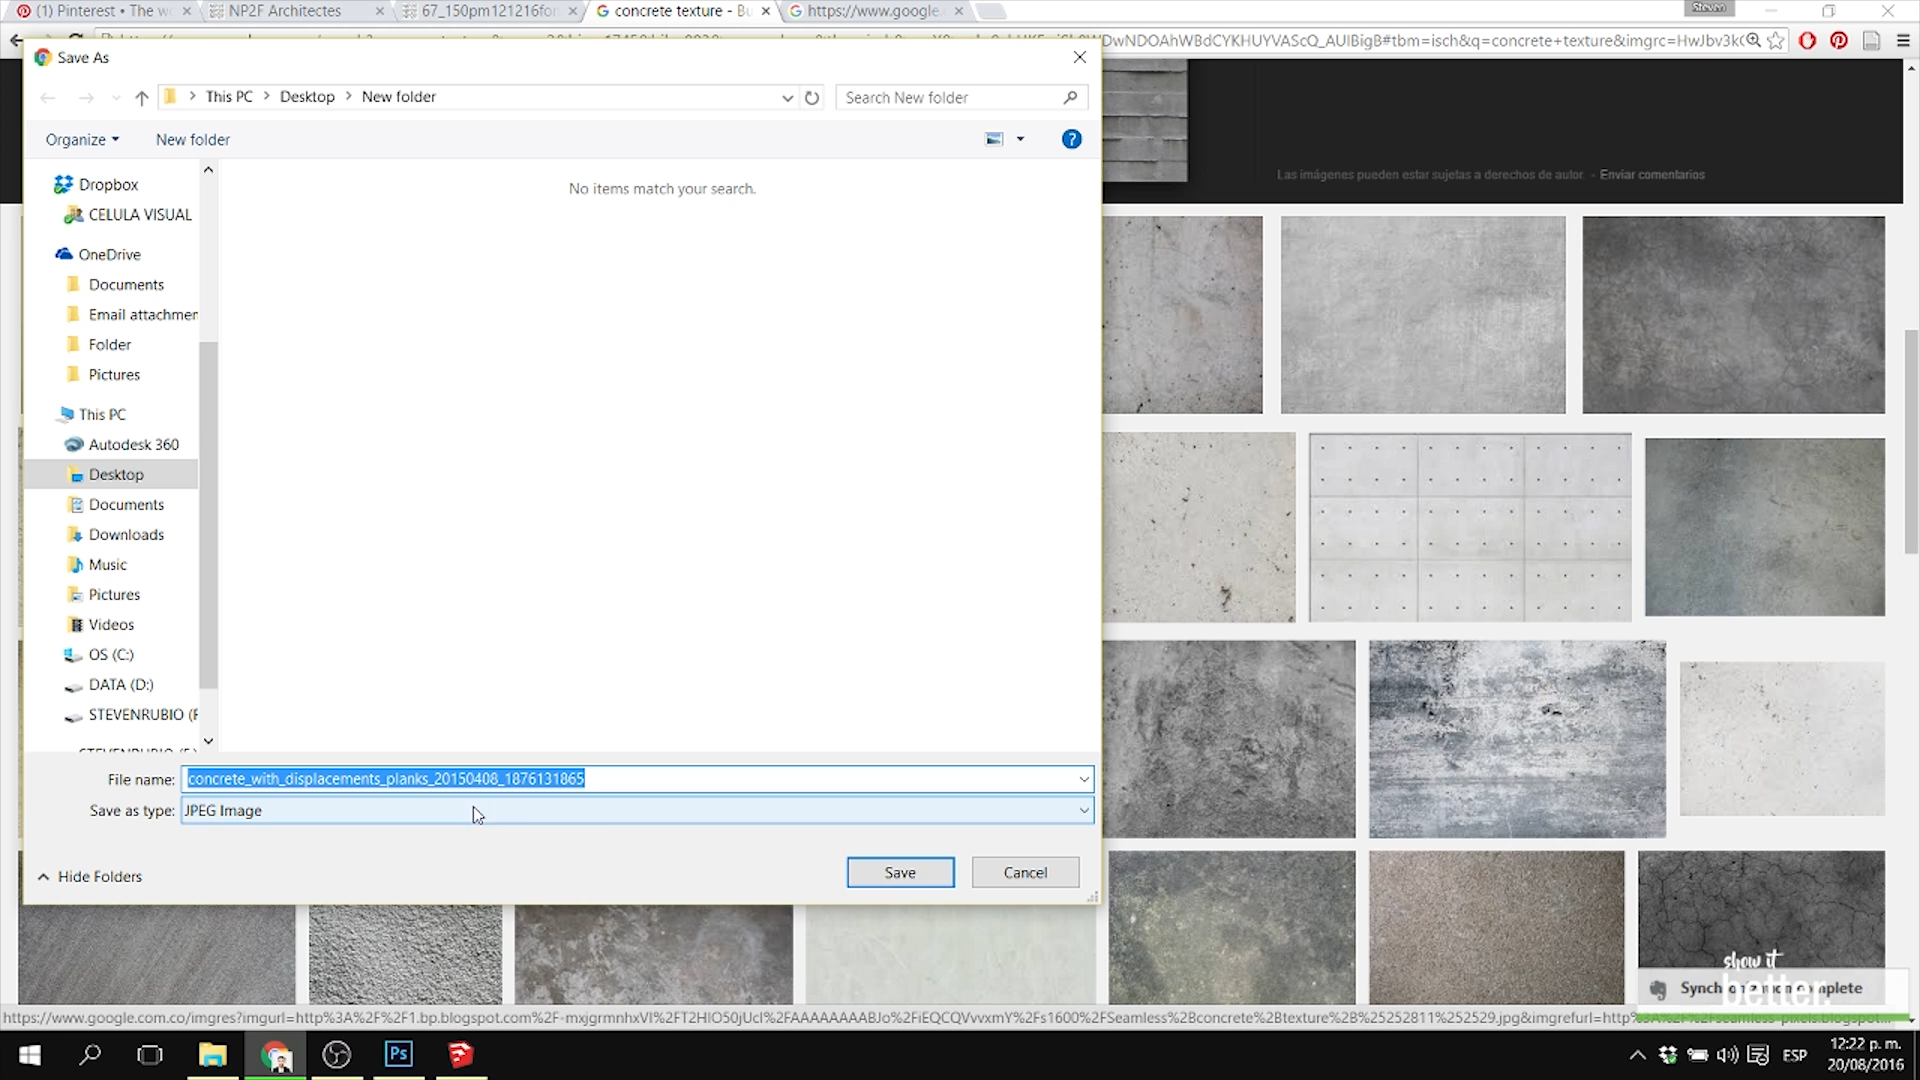 (1) Pinterest • The w
NP2F Architectes
67_150pm121216fo
concrete texture - Bu
https://www.google.
Steven
DwNDOAhWBdCYKHUYVAScQ_AUIBigB#tbm=isch&q=concrete+texture&imgrc=HwJbv3k
Save As
This PC > Desktop > New folder
Search New folder
Organize
New folder
Dropbox
CELULA VISUAL
OneDrive
Documents
Email attachmen
Folder
Pictures
This PC
Autodesk 360
Desktop
Documents
Downloads
Music
Pictures
Videos
OS (C:)
DATA (D:)
STEVENRUBIO (F
No items match your search.
Las imágenes pueden estar sujetas a derechos de autor. - Enviar comentarios
File name: concrete_with_displacements_planks_20150408_1876131865
Save as type: JPEG Image
Hide Folders
Save
Cancel
show it
better.
Synch complete
https://www.google.com.co/imgres?imgurl=http%3A%2F%2F1.bp.blogspot.com%2F-mxjgrmnhxVI%2FT2HIO50jUcI%2FAAAAAAAABJo%2FiEQCQVvvxmY%2Fs1600%2FSeamless%2Bconcrete%2Btexture%2B%25252811%252529.jpg&imgrefurl=http
Ps
ESP
12:22 p. m.
20/08/2016